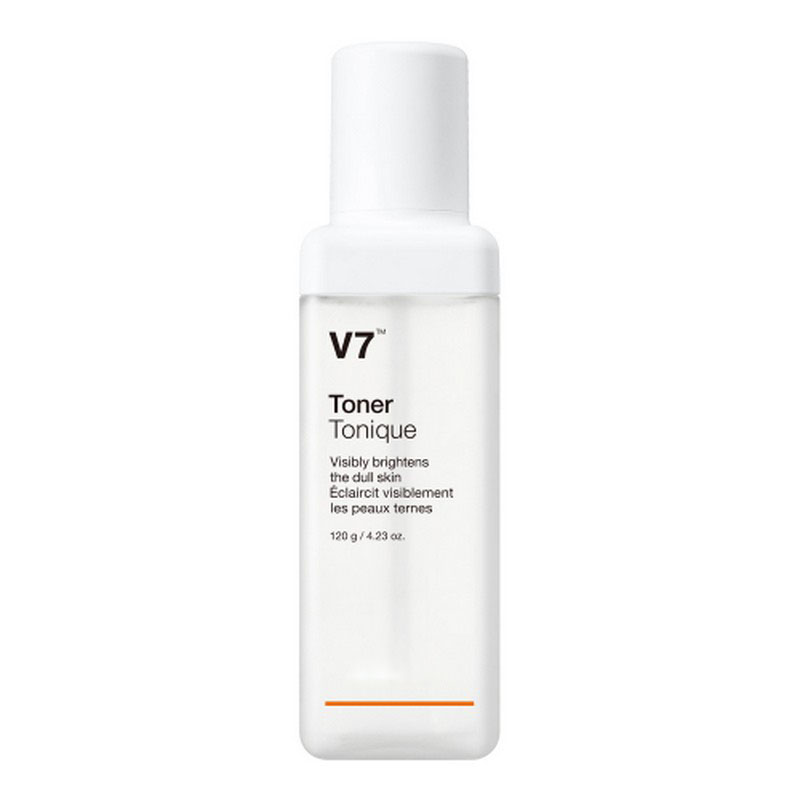 V7™
Toner
Tonique
Visibly brightens
the dull skin
Éclaircit visiblement
les peaux ternes
120 g / 4.23 oz.